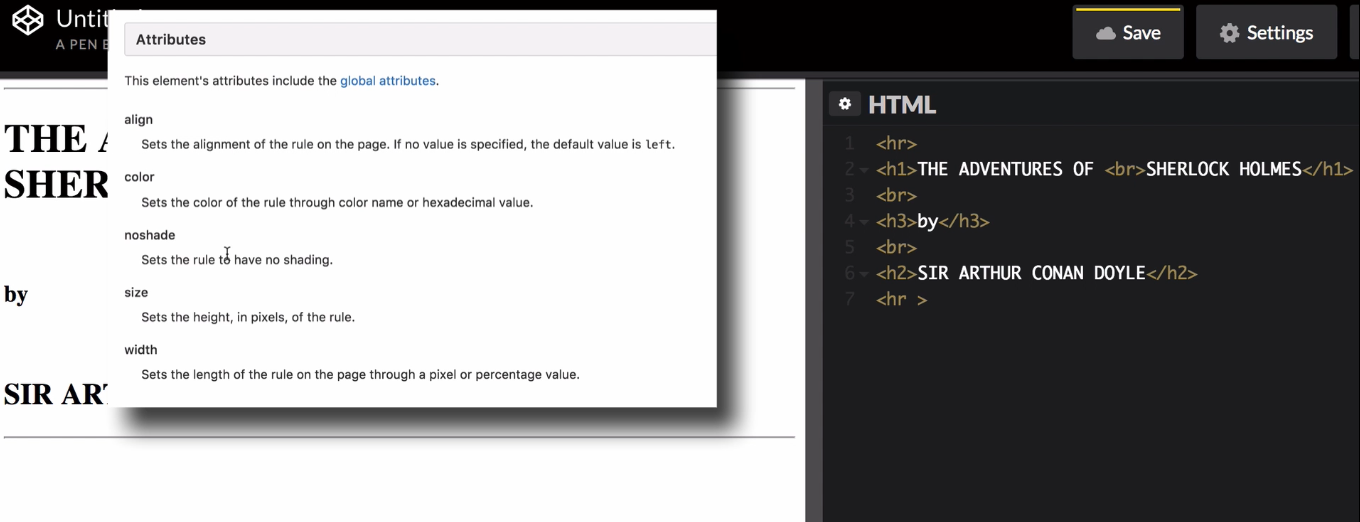 Untit
A PEN B
Save
Settings
Attributes
This element's attributes include the global attributes.
align
Sets the alignment of the rule on the page. If no value is specified, the default value is left.
color
Sets the color of the rule through color name or hexadecimal value.
noshade
Sets the rule to have no shading.
size
Sets the height, in pixels, of the rule.
width
Sets the length of the rule on the page through a pixel or percentage value.
THE
SHER
by
SIR ART
HTML
1 <hr>
2 <h1>THE ADVENTURES OF <br>SHERLOCK HOLMES</h1>
3 <br>
4 <h3>by</h3>
5 <br>
6 <h2>SIR ARTHUR CONAN DOYLE</h2>
7 <hr >